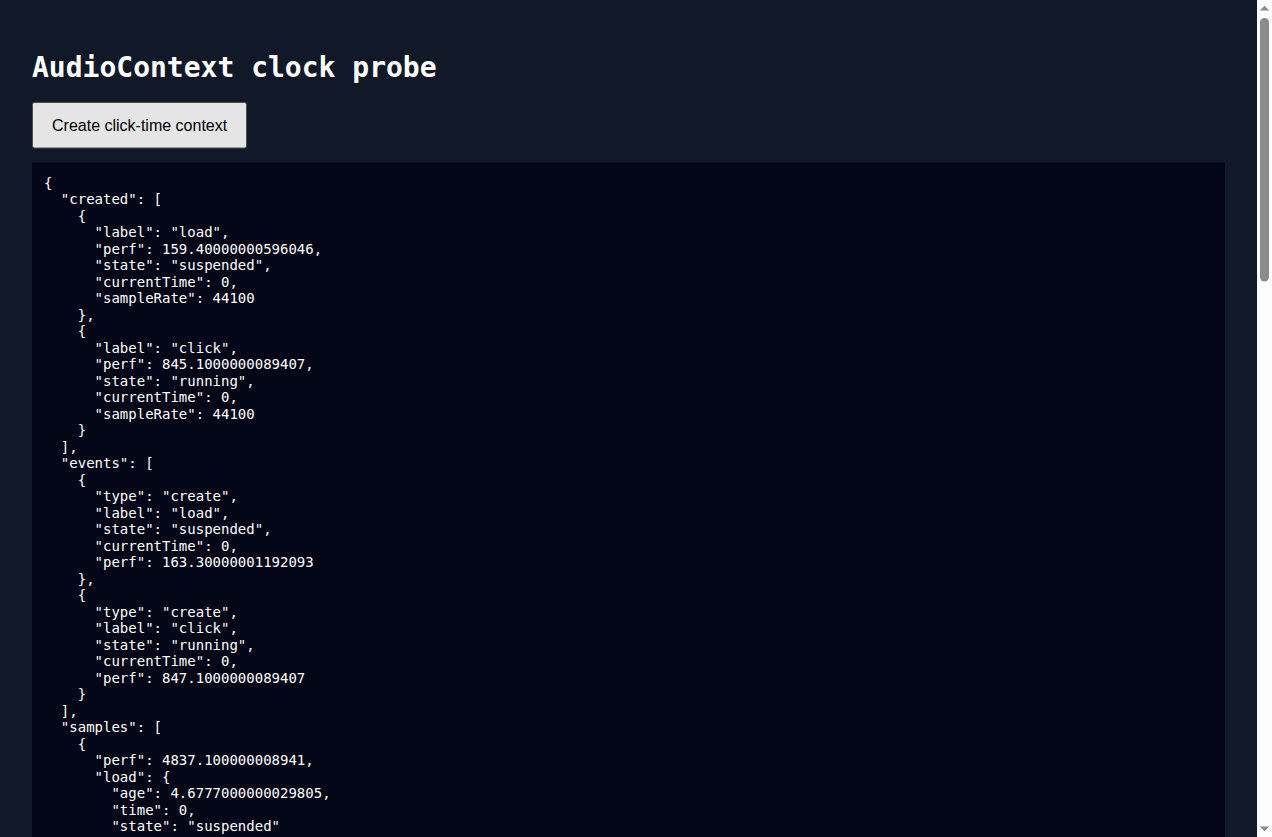 AudioContext clock probe
Create click-time context
{
  "created": [
    {
      "label": "load",
      "perf": 159.40000000596046,
      "state": "suspended",
      "currentTime": 0,
      "sampleRate": 44100
    },
    {
      "label": "click",
      "perf": 845.1000000089407,
      "state": "running",
      "currentTime": 0,
      "sampleRate": 44100
    }
  ],
  "events": [
    {
      "type": "create",
      "label": "load",
      "state": "suspended",
      "currentTime": 0,
      "perf": 163.30000001192093
    },
    {
      "type": "create",
      "label": "click",
      "state": "running",
      "currentTime": 0,
      "perf": 847.1000000089407
    }
  ],
  "samples": [
    {
      "perf": 4837.100000008941,
      "load": {
        "age": 4.6777000000029805,
        "time": 0,
        "state": "suspended"